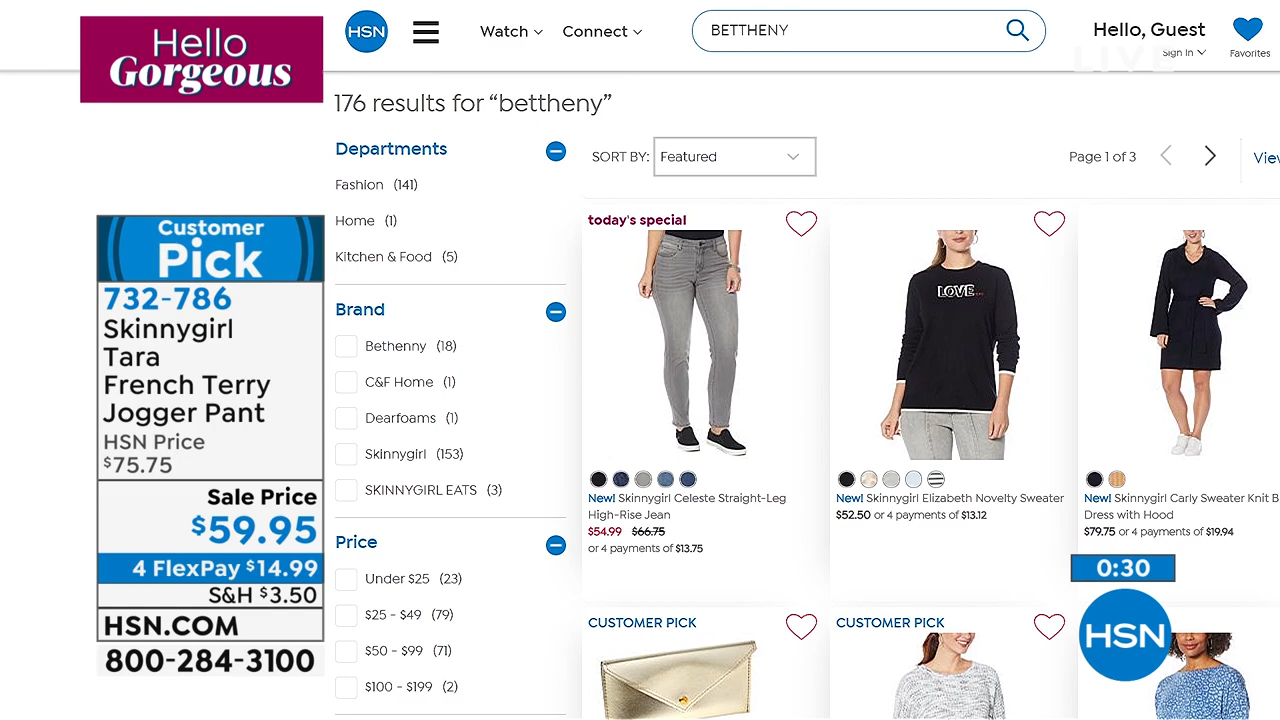 Hello
Gorgeous
HSN
Watch
Connect
BETTHENY
Hello, Guest
Sign In
Favorites
LIVE
176 results for “bettheny”
Departments
Fashion (141)
Home (1)
Kitchen & Food (5)
Brand
Bethenny (18)
C&F Home (1)
Dearfoams (1)
Skinnygirl (153)
SKINNYGIRL EATS (3)
Price
Under $25 (23)
$25 - $49 (79)
$50 - $99 (71)
$100 - $199 (2)
SORT BY:
Featured
Page 1 of 3
View
Customer
Pick
732-786
Skinnygirl
Tara
French Terry
Jogger Pant
HSN Price
$75.75
Sale Price
$59.95
4 FlexPay $14.99
S&H $3.50
HSN.COM
800-284-3100
today's special
New! Skinnygirl Celeste Straight-Leg
High-Rise Jean
$54.99 $66.75
or 4 payments of $13.75
LOVE
New! Skinnygirl Elizabeth Novelty Sweater
$52.50 or 4 payments of $13.12
New! Skinnygirl Carly Sweater Knit B
Dress with Hood
$79.75 or 4 payments of $19.94
CUSTOMER PICK
CUSTOMER PICK
0:30
HSN